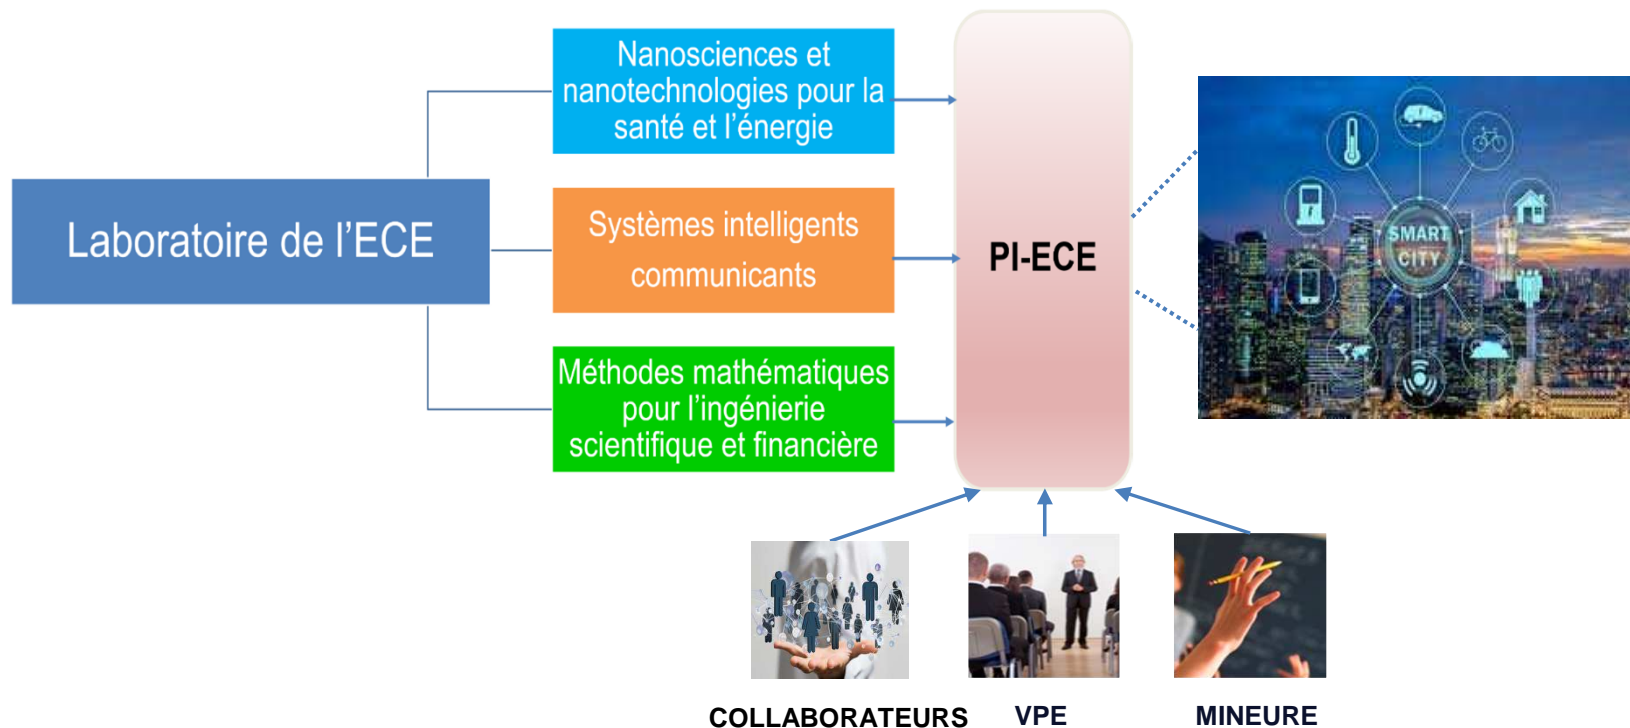 Laboratoire de l’ECE
Nanosciences et
nanotechnologies pour la
santé et l’énergie
Systèmes intelligents
communicants
Méthodes mathématiques
pour l’ingénierie
scientifique et financière
PI-ECE
SMART
CITY
COLLABORATEURS
VPE
MINEURE